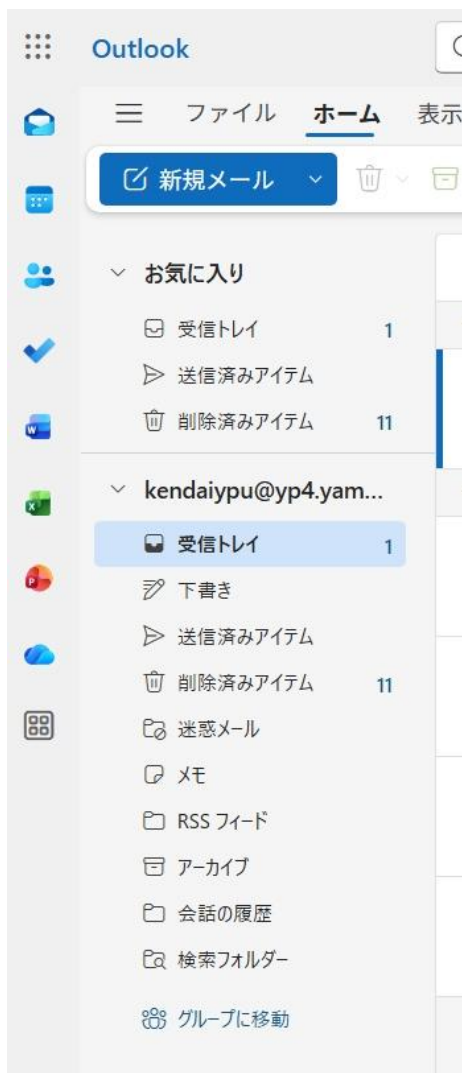 Outlook
ファイル ホーム 表示
新規メール
お気に入り
受信トレイ 1
送信済みアイテム
削除済みアイテム 11
kendaiypu@yp4.yam...
受信トレイ 1
下書き
送信済みアイテム
削除済みアイテム 11
迷惑メール
メモ
RSS フィード
アーカイブ
会話の履歴
検索フォルダー
グループに移動